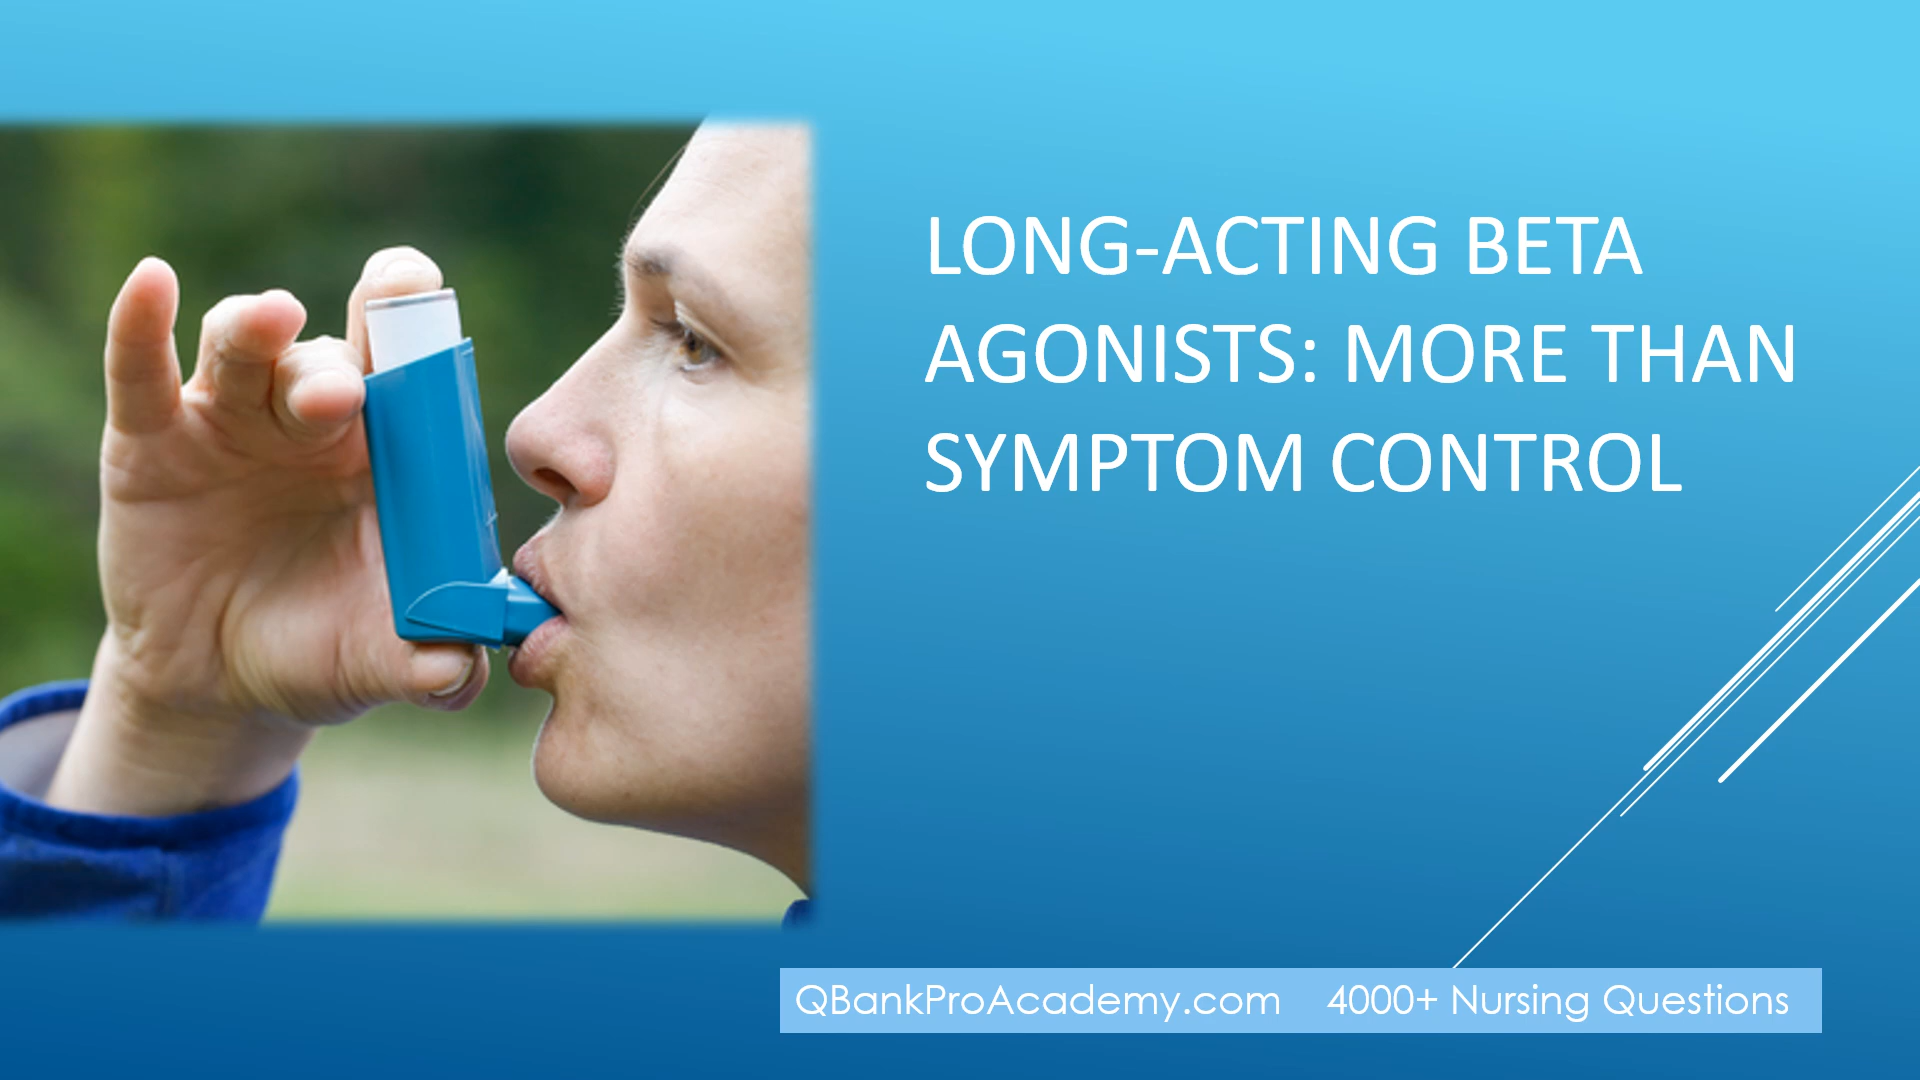 LONG-ACTING BETA
AGONISTS: MORE THAN
SYMPTOM CONTROL
QBankProAcademy.com 4000+ Nursing Questions